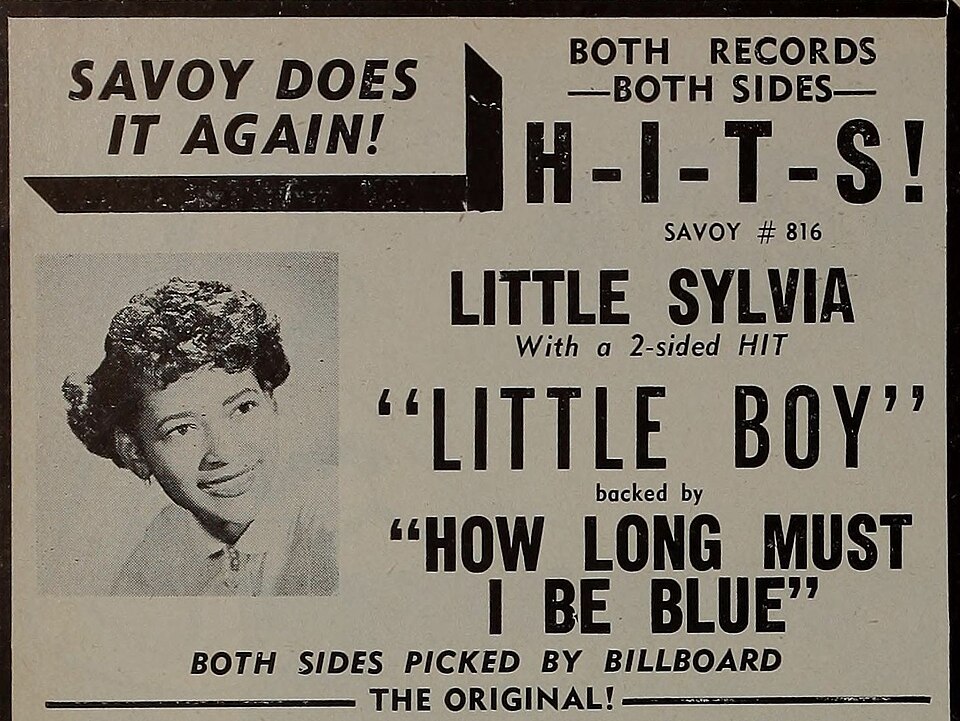 SAVOY DOES
IT AGAIN!
BOTH RECORDS
—BOTH SIDES—
H-I-T-S!
SAVOY # 816
LITTLE SYLVIA
With a 2-sided HIT
“LITTLE BOY”
backed by
“HOW LONG MUST
I BE BLUE”
BOTH SIDES PICKED BY BILLBOARD
THE ORIGINAL!